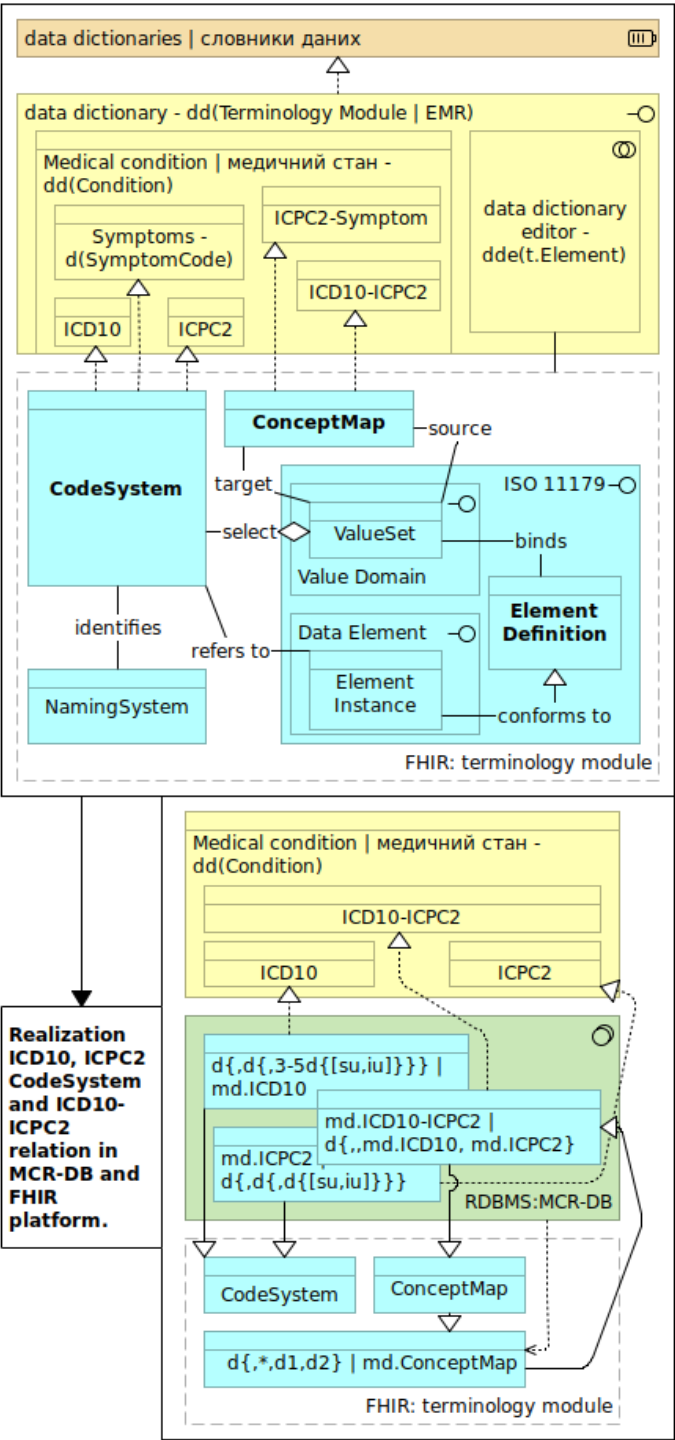 data dictionaries | словники даних
data dictionary - dd(Terminology Module | EMR)
Medical condition | медичний стан -
dd(Condition)
Symptoms -
d(SymptomCode)
ICPC2-Symptom
ICD10-ICPC2
ICD10
ICPC2
data dictionary
editor -
dde(t.Element)
CodeSystem
ConceptMap
source
target
select
ISO 11179
ValueSet
Value Domain
binds
Element
Definition
identifies
refers to
Data Element
Element
Instance
conforms to
NamingSystem
FHIR: terminology module
Medical condition | медичний стан -
dd(Condition)
ICD10-ICPC2
ICD10
ICPC2
Realization
ICD10, ICPC2
CodeSystem
and ICD10-
ICPC2
relation in
MCR-DB and
FHIR
platform.
d{,d{,3-5d{[su,iu]}}} |
md.ICD10
md.ICD10-ICPC2 |
d{,,md.ICD10, md.ICPC2}
md.ICPC2
d{,d{,d{[su,iu]}}}
RDBMS:MCR-DB
CodeSystem
ConceptMap
d{,*,d1,d2} | md.ConceptMap
FHIR: terminology module